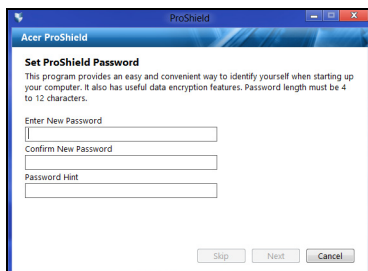 ProShield
Acer ProShield
Set ProShield Password
This program provides an easy and convenient way to identify yourself when starting up
your computer. It also has useful data encryption features. Password length must be 4
to 12 characters.
Enter New Password
Confirm New Password
Password Hint
Skip Next Cancel